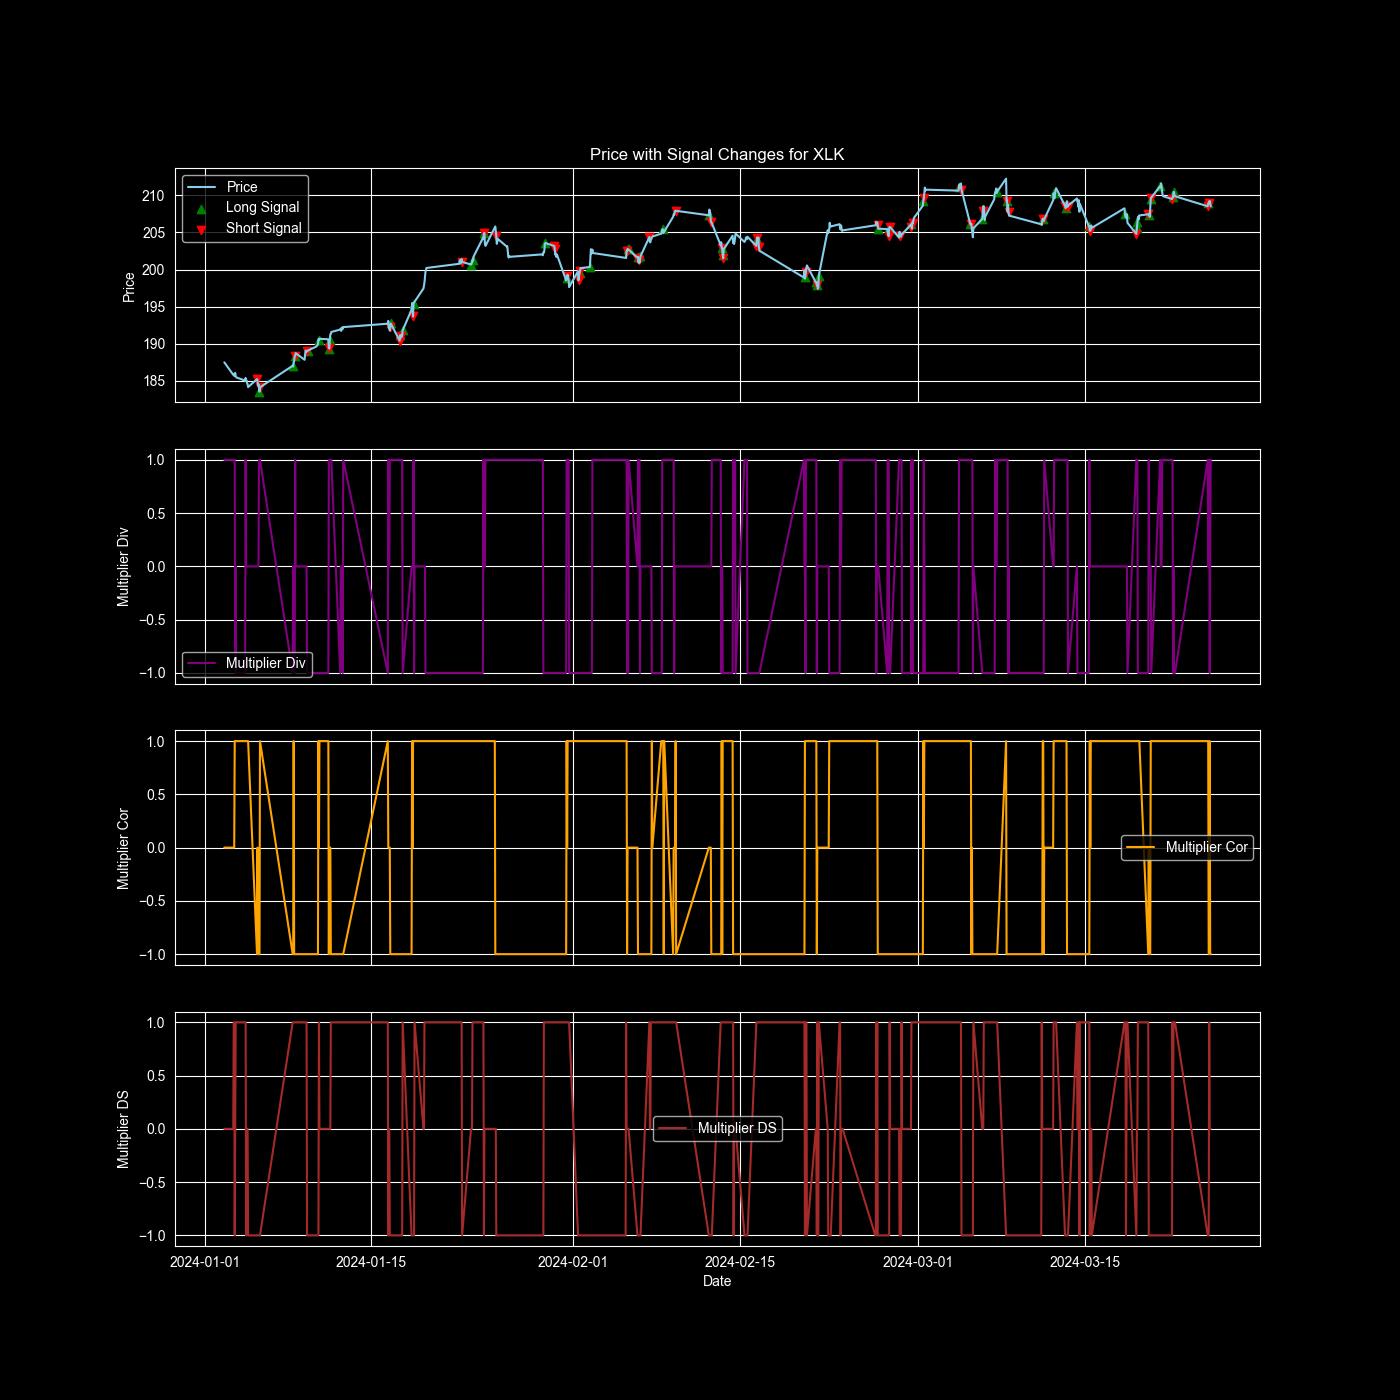 Price with Signal Changes for XLK
210
205
200
195
190
185
Price
Price
Long Signal
Short Signal
1.0
0.5
0.0
−0.5
−1.0
Multiplier Div
Multiplier Div
1.0
0.5
0.0
−0.5
−1.0
Multiplier Cor
Multiplier Cor
1.0
0.5
0.0
−0.5
−1.0
Multiplier DS
Multiplier DS
2024-01-01 2024-01-15 2024-02-01 2024-02-15 2024-03-01 2024-03-15
Date